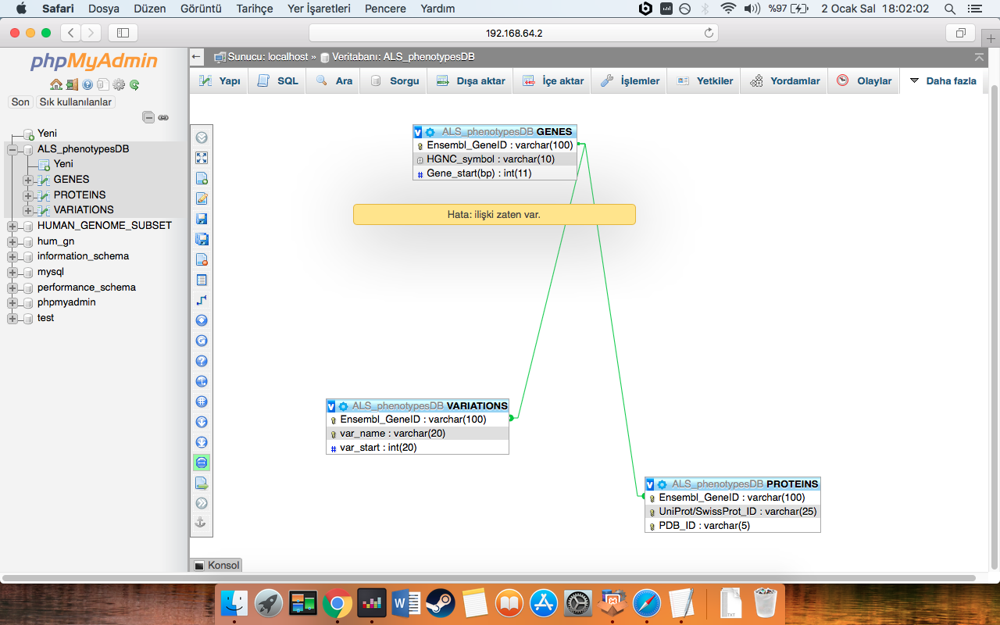 Safari Dosya Düzen Görüntü Tarihçe Yer İşaretleri Pencere Yardım %97 2 Ocak Sal 18:02:02
192.168.64.2
phpMyAdmin
Son Sık kullanılanlar
Yeni
ALS_phenotypesDB
Yeni
GENES
PROTEINS
VARIATIONS
HUMAN_GENOME_SUBSET
hum_gn
information_schema
mysql
performance_schema
phpmyadmin
test
Sunucu: localhost » Veritabanı: ALS_phenotypesDB
Yapı SQL Ara Sorgu Dışa aktar İçe aktar İşlemler Yetkiler Yordamlar Olaylar Daha fazla
V ALS_phenotypesDB GENES
Ensembl_GeneID : varchar(100)
HGNC_symbol : varchar(10)
# Gene_start(bp) : int(11)
Hata: ilişki zaten var.
V ALS_phenotypesDB VARIATIONS
Ensembl_GeneID : varchar(100)
var_name : varchar(20)
# var_start : int(20)
V ALS_phenotypesDB PROTEINS
Ensembl_GeneID : varchar(100)
UniProt/SwissProt_ID : varchar(25)
PDB_ID : varchar(5)
Konsol
TXT